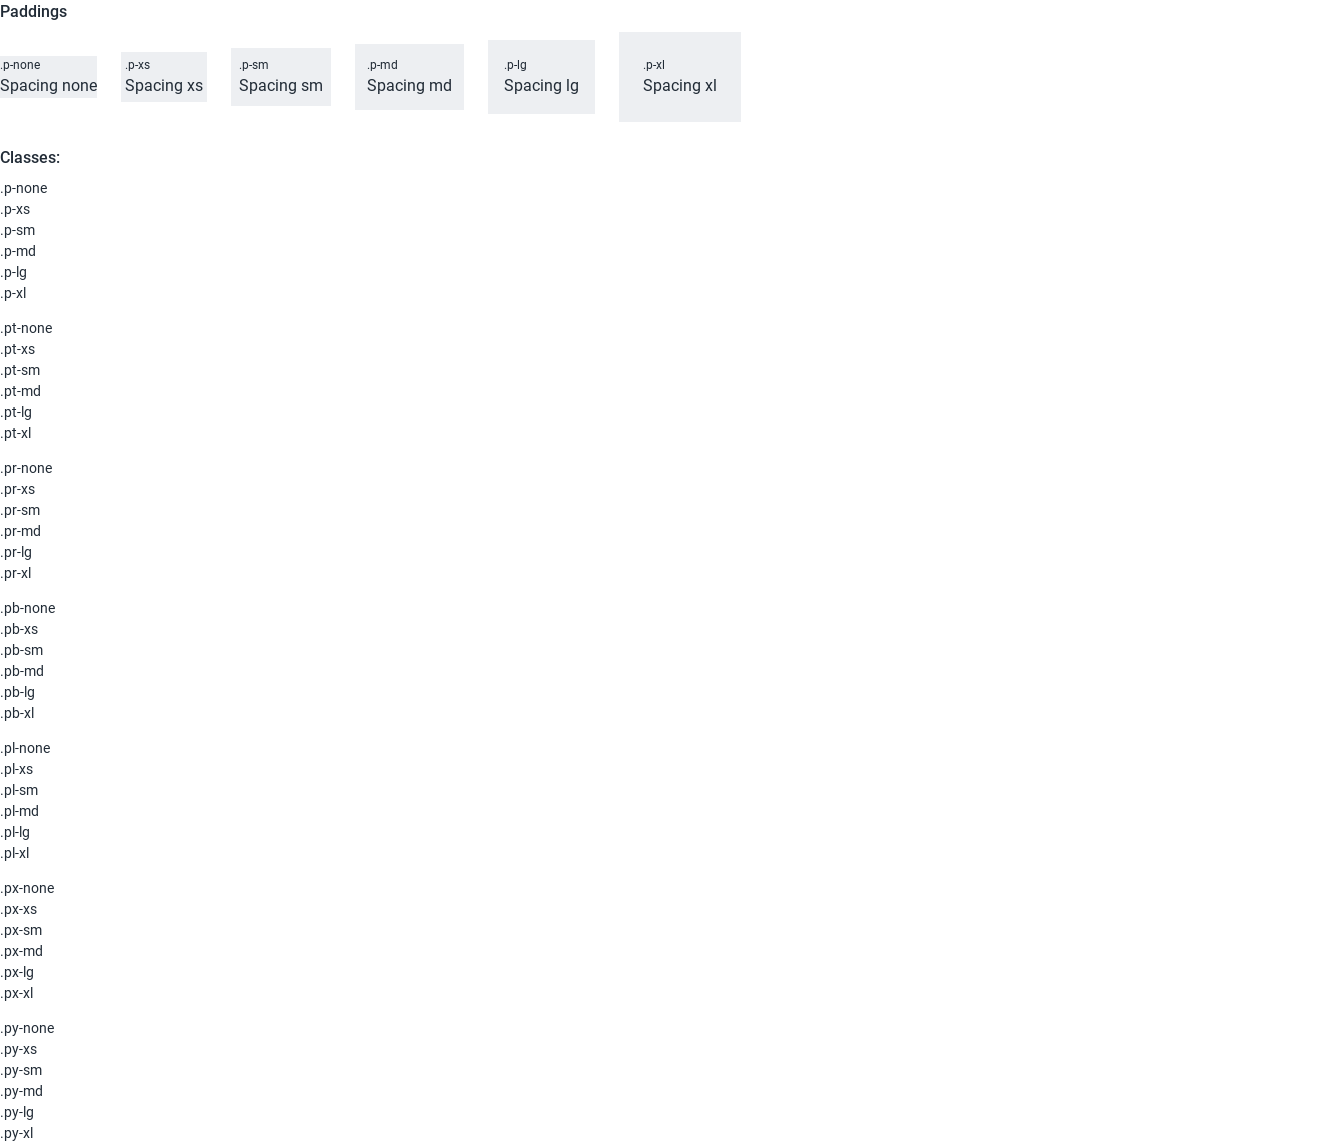 Paddings
.p-none
Spacing none
.p-xs
Spacing xs
.p-sm
Spacing sm
.p-md
Spacing md
.p-lg
Spacing lg
.p-xl
Spacing xl
Classes:
.p-none
.p-xs
.p-sm
.p-md
.p-lg
.p-xl
.pt-none
.pt-xs
.pt-sm
.pt-md
.pt-lg
.pt-xl
.pr-none
.pr-xs
.pr-sm
.pr-md
.pr-lg
.pr-xl
.pb-none
.pb-xs
.pb-sm
.pb-md
.pb-lg
.pb-xl
.pl-none
.pl-xs
.pl-sm
.pl-md
.pl-lg
.pl-xl
.px-none
.px-xs
.px-sm
.px-md
.px-lg
.px-xl
.py-none
.py-xs
.py-sm
.py-md
.py-lg
.py-xl